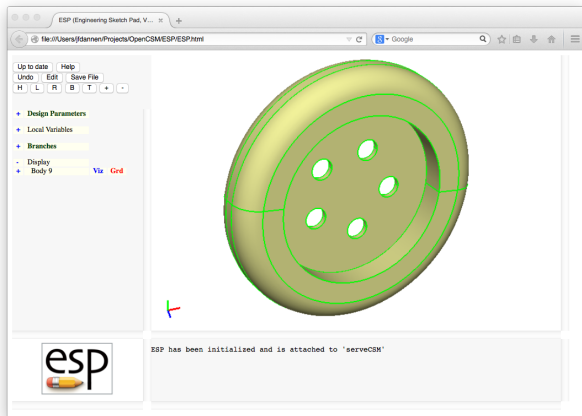 ESP (Engineering Sketch Pad, V...
file:///Users/jfdannen/Projects/OpenCSM/ESP/ESP.html
Google
Up to date Help
Undo Edit Save File
H L R B T + -
+ Design Parameters
+ Local Variables
+ Branches
- Display
+ Body 9 Viz Grd
esp
ESP has been initialized and is attached to 'serveCSM'